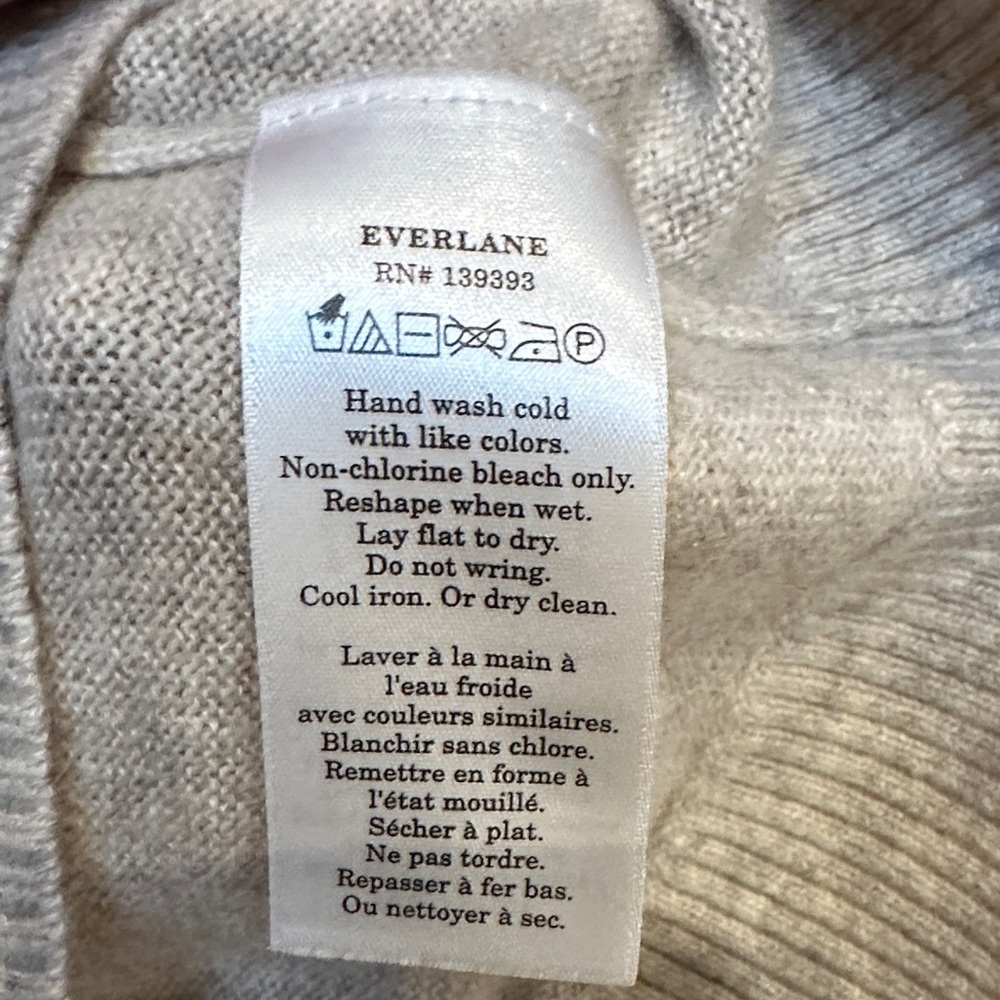 EVERLANE
RN# 139393
P
Hand wash cold
with like colors.
Non-chlorine bleach only.
Reshape when wet.
Lay flat to dry.
Do not wring.
Cool iron. Or dry clean.
Laver à la main à
l'eau froide
avec couleurs similaires.
Blanchir sans chlore.
Remettre en forme à
l'état mouillé.
Sécher à plat.
Ne pas tordre.
Repasser à fer bas.
Ou nettoyer à sec.